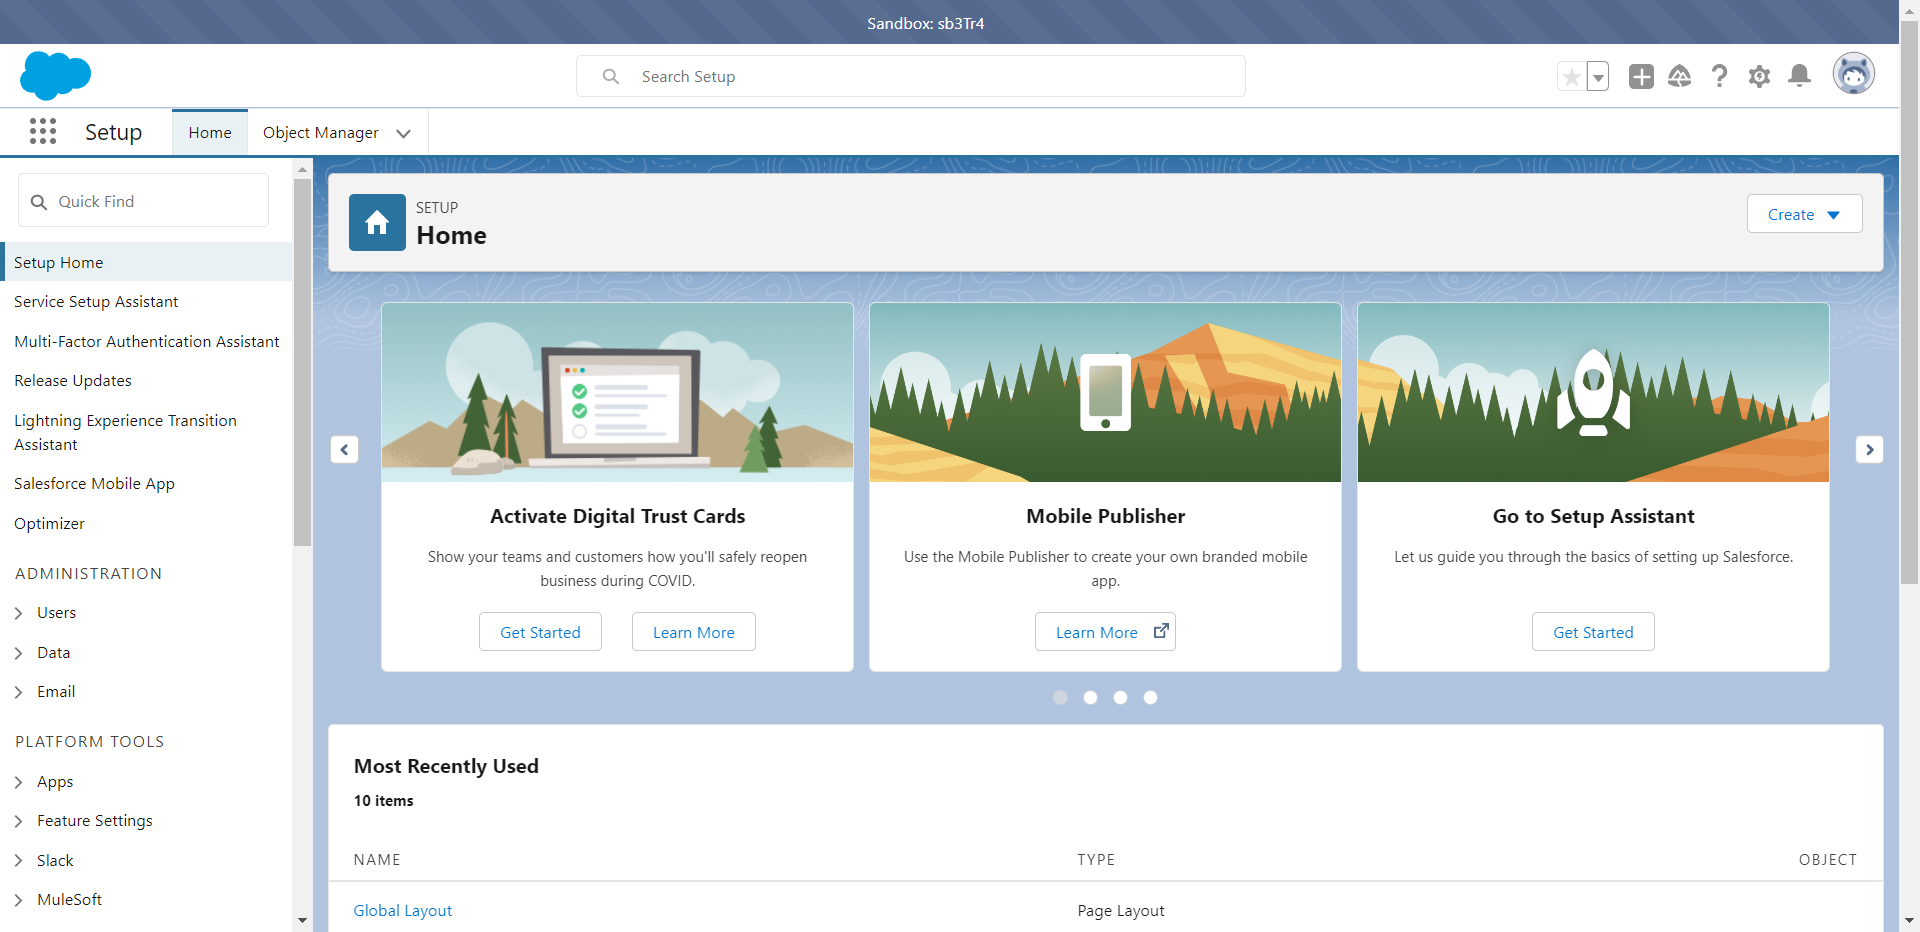 Sandbox: sb3Tr4
Search Setup
Setup
Home
Object Manager
Quick Find
Setup Home
Service Setup Assistant
Multi-Factor Authentication Assistant
Release Updates
Lightning Experience Transition
Assistant
Salesforce Mobile App
Optimizer
ADMINISTRATION
Users
Data
Email
PLATFORM TOOLS
Apps
Feature Settings
Slack
MuleSoft
SETUP
Home
Create
Activate Digital Trust Cards
Show your teams and customers how you'll safely reopen
business during COVID.
Get Started
Learn More
Mobile Publisher
Use the Mobile Publisher to create your own branded mobile
app.
Learn More
Go to Setup Assistant
Let us guide you through the basics of setting up Salesforce.
Get Started
Most Recently Used
10 items
NAME
TYPE
OBJECT
Global Layout
Page Layout